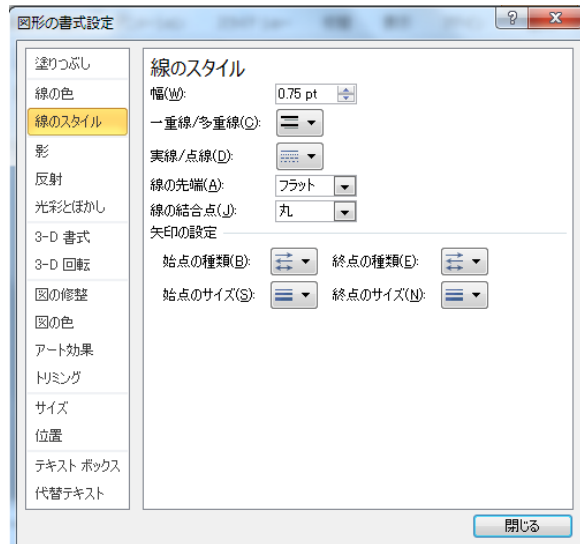 図形の書式設定
塗りつぶし
線の色
線のスタイル
影
反射
光彩とぼかし
3-D 書式
3-D 回転
図の修整
図の色
アート効果
トリミング
サイズ
位置
テキスト ボックス
代替テキスト
線のスタイル
幅(W): 0.75 pt
一重線/多重線(C):
実線/点線(D):
線の先端(A): フラット
線の結合点(J): 丸
矢印の設定
始点の種類(B): 終点の種類(E):
始点のサイズ(S): 終点のサイズ(N):
閉じる